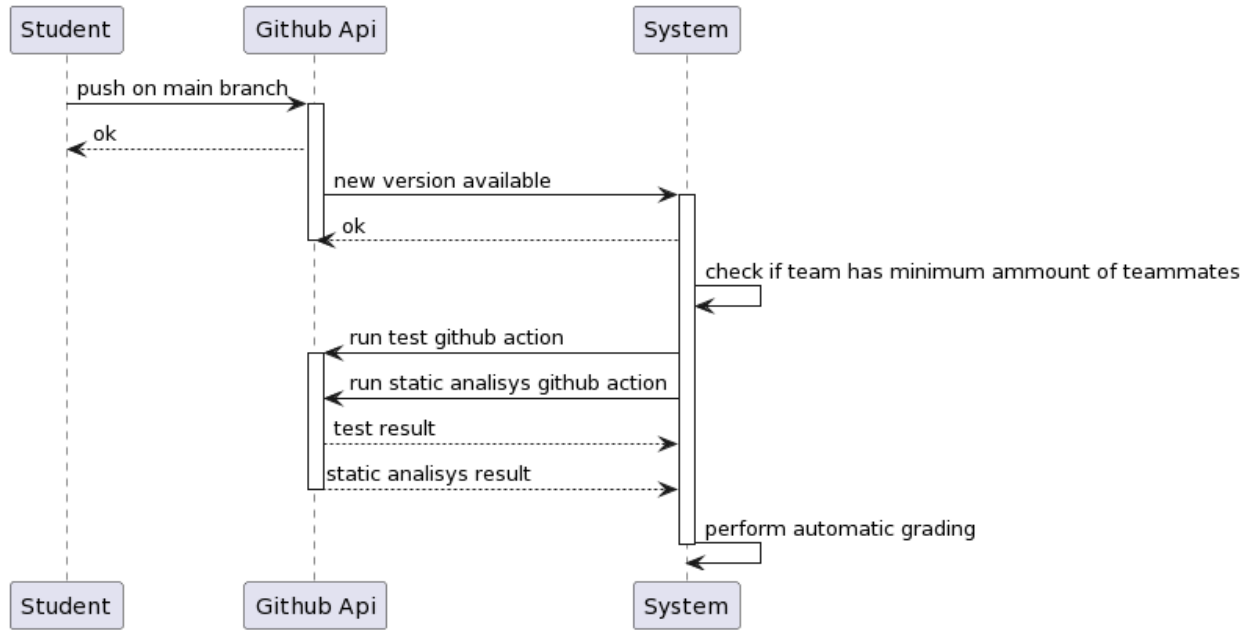 Student
Github Api
System
push on main branch
ok
new version available
ok
check if team has minimum ammount of teammates
run test github action
run static analisys github action
test result
static analisys result
perform automatic grading
Student
Github Api
System